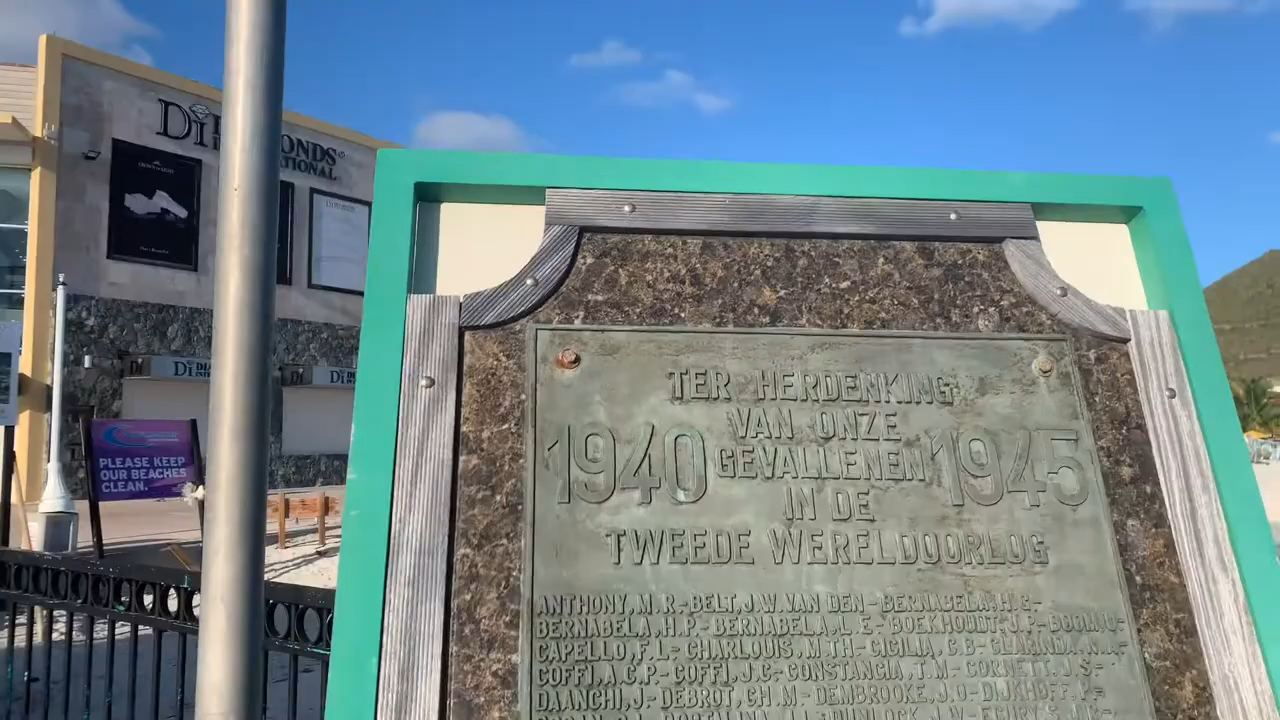 DIAMONDS
INTERNATIONAL
PLEASE KEEP
OUR BEACHES
CLEAN.
TER HERDENKING
VAN ONZE
1940 GEVALLENEN 1945
IN DE
TWEEDE WERELDOORLOG
ANTHONY, M.R.- BELT, J.W. VAN DEN - BERNABELA, H.C.-
BERNABELA, H.P.- BERNABELA, L.E.- BOEKHOUDT, J.P.-
CAPELLO, F.L.- CHARLOUIS, M.TH.- CICILIA, C.B.- CLARINDA, N.A.-
COFFI, A.C.P.- COFFI, J.C.- CONSTANCIA, T.M.- CORNETT, J.S.-
DAANCHI, J.- DEBROT, CH.M.- DEMBROOKE, J.O.- DIJKHOFF, P.-